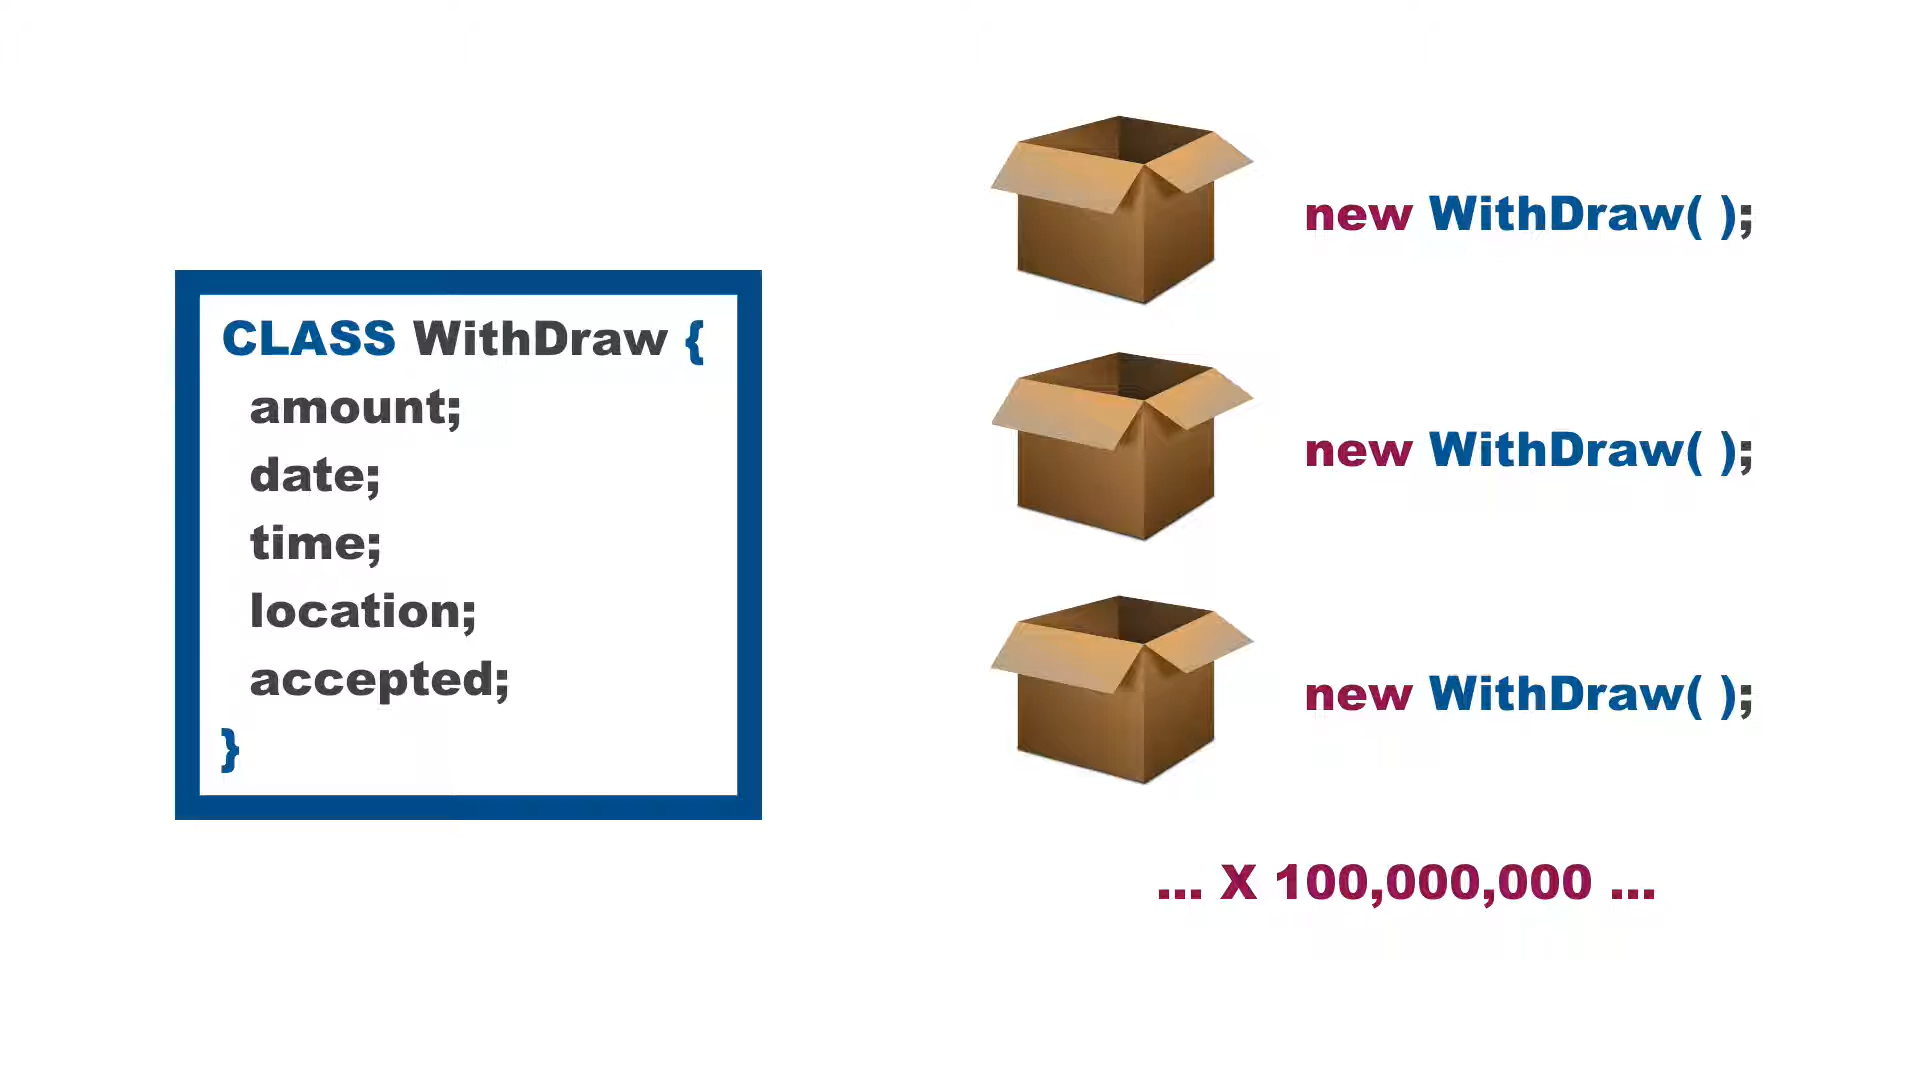 CLASS WithDraw {
amount;
date;
time;
location;
accepted;
}
new WithDraw( );
new WithDraw( );
new WithDraw( );
... X 100,000,000 ...